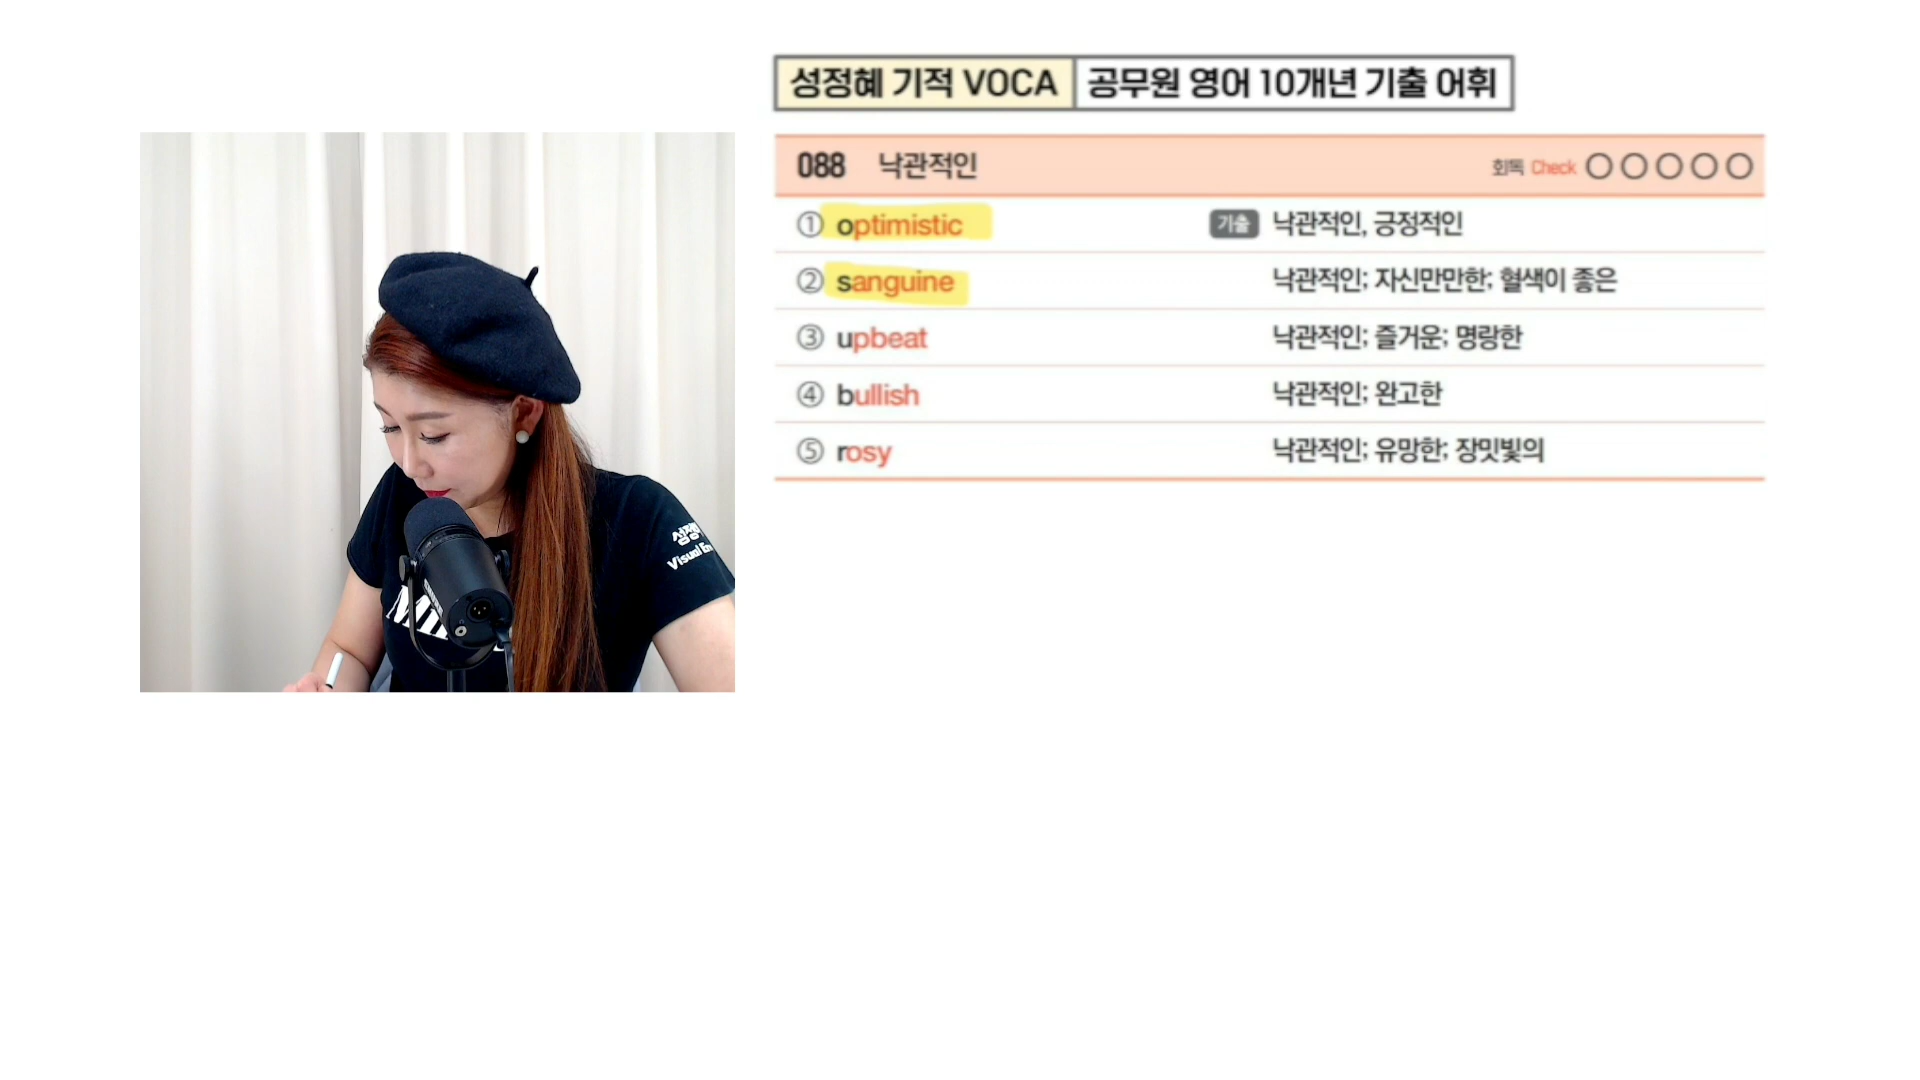 성정혜 기적 VOCA 공무원 영어 10개년 기출 어휘
088 낙관적인 회독 Check
① optimistic 기출 낙관적인, 긍정적인
② sanguine 낙관적인; 자신만만한; 혈색이 좋은
③ upbeat 낙관적인; 즐거운; 명랑한
④ bullish 낙관적인; 완고한
⑤ rosy 낙관적인; 유망한; 장밋빛의
Visual